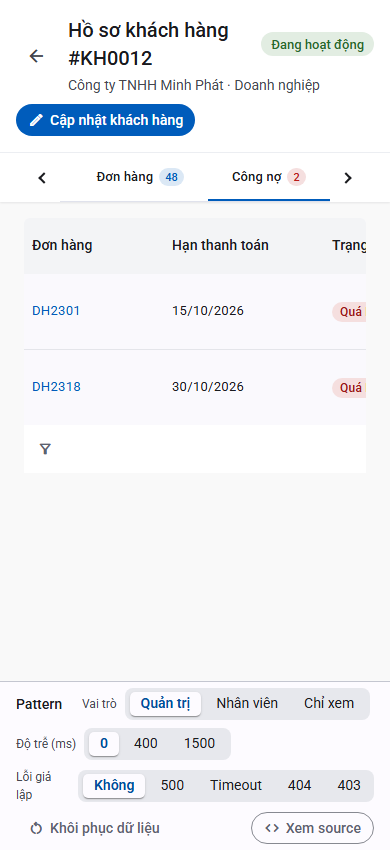 Hồ sơ khách hàng
#KH0012
Đang hoạt động
Công ty TNHH Minh Phát · Doanh nghiệp
Cập nhật khách hàng
Đơn hàng 48 Công nợ 2
Đơn hàng Hạn thanh toán Trạng
DH2301 15/10/2026 Quá
DH2318 30/10/2026 Quá
Pattern Vai trò Quản trị Nhân viên Chỉ xem
Độ trễ (ms) 0 400 1500
Lỗi giả
lập
Không 500 Timeout 404 403
Khôi phục dữ liệu Xem source